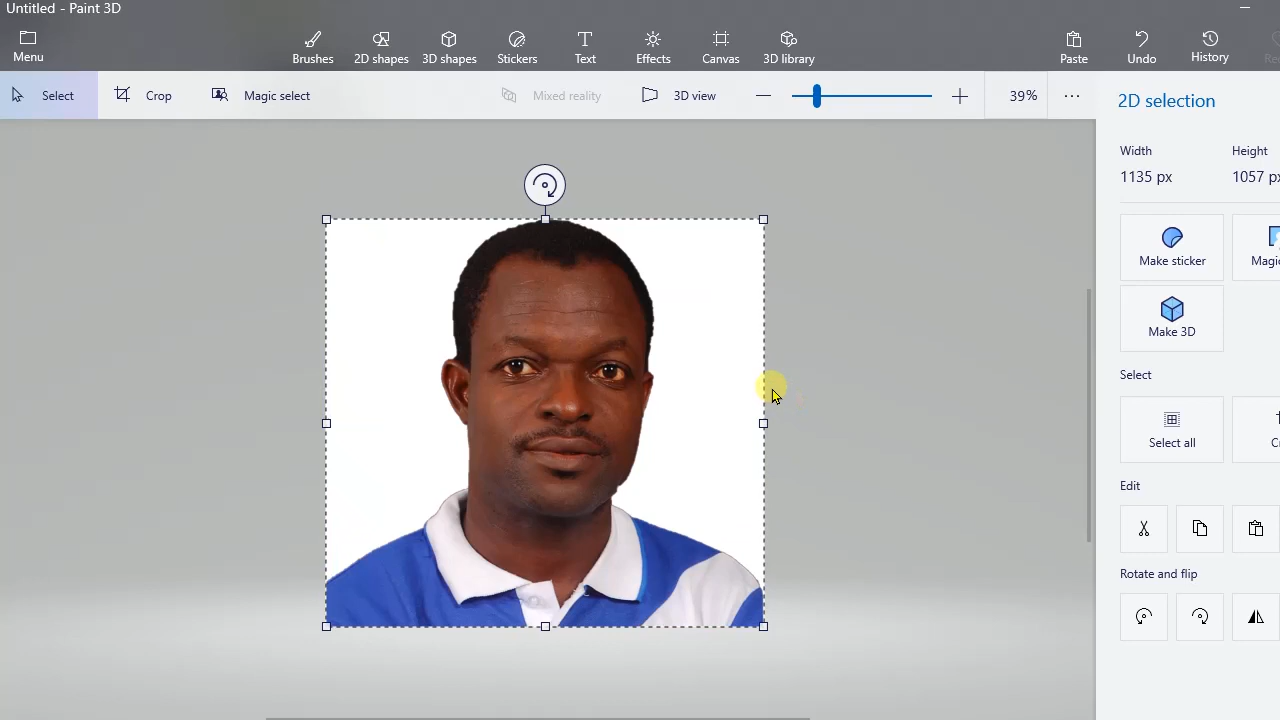 Untitled - Paint 3D
Menu
Brushes
2D shapes
3D shapes
Stickers
Text
Effects
Canvas
3D library
Paste
Undo
History
Select
Crop
Magic select
Mixed reality
3D view
39%
2D selection
Width
Height
1135 px
1057 px
Make sticker
Magic
Make 3D
Select
Select all
Edit
Rotate and flip